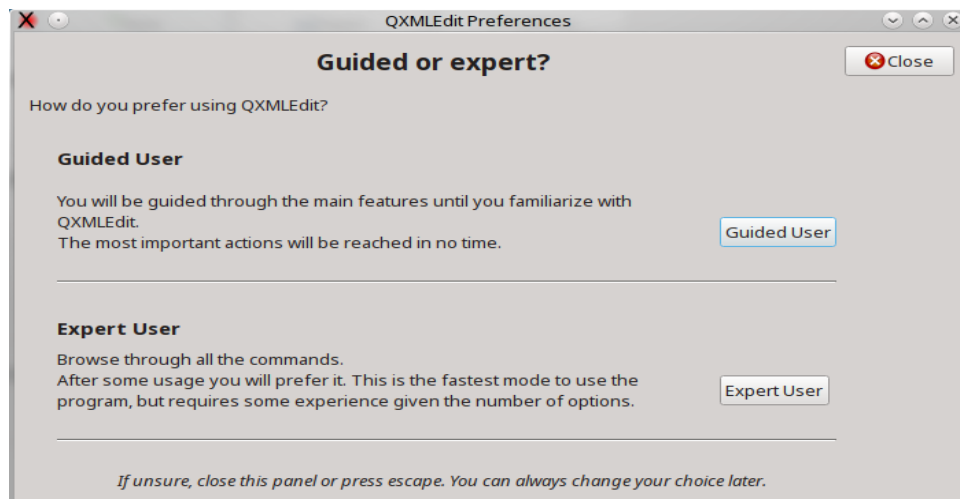 QXMLEdit Preferences
Guided or expert?
Close
How do you prefer using QXMLEdit?
Guided User
You will be guided through the main features until you familiarize with
QXMLEdit.
The most important actions will be reached in no time.
Guided User
Expert User
Browse through all the commands.
After some usage you will prefer it. This is the fastest mode to use the
program, but requires some experience given the number of options.
Expert User
If unsure, close this panel or press escape. You can always change your choice later.